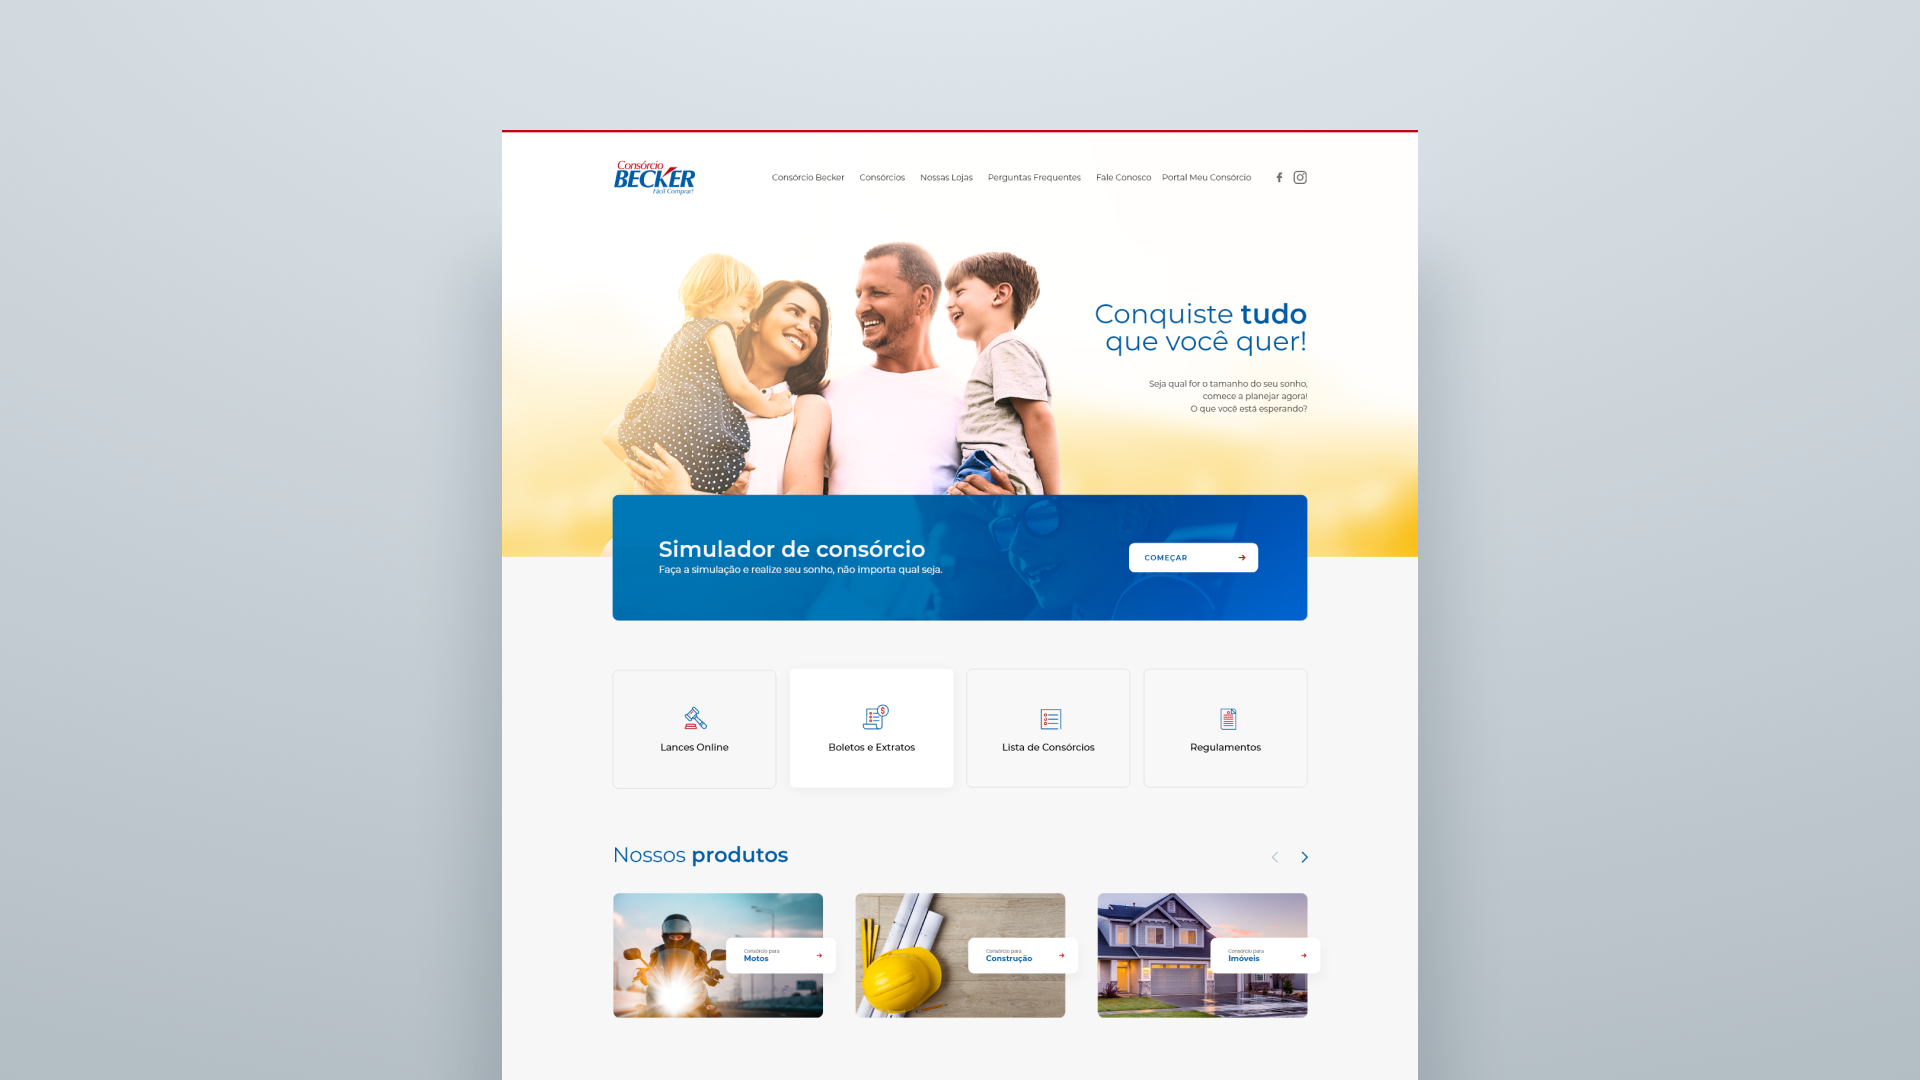 Consórcio
BECKER
Fácil Comprar!
Consórcio Becker
Consórcios
Nossas Lojas
Perguntas Frequentes
Fale Conosco
Portal Meu Consórcio
Conquiste tudo
que você quer!
Seja qual for o tamanho do seu sonho,
comece a planejar agora!
O que você está esperando?
Simulador de consórcio
Faça a simulação e realize seu sonho, não importa qual seja.
COMEÇAR
Lances Online
Boletos e Extratos
Lista de Consórcios
Regulamentos
Nossos produtos
Consórcio para
Motos
Consórcio para
Construção
Consórcio para
Imóveis